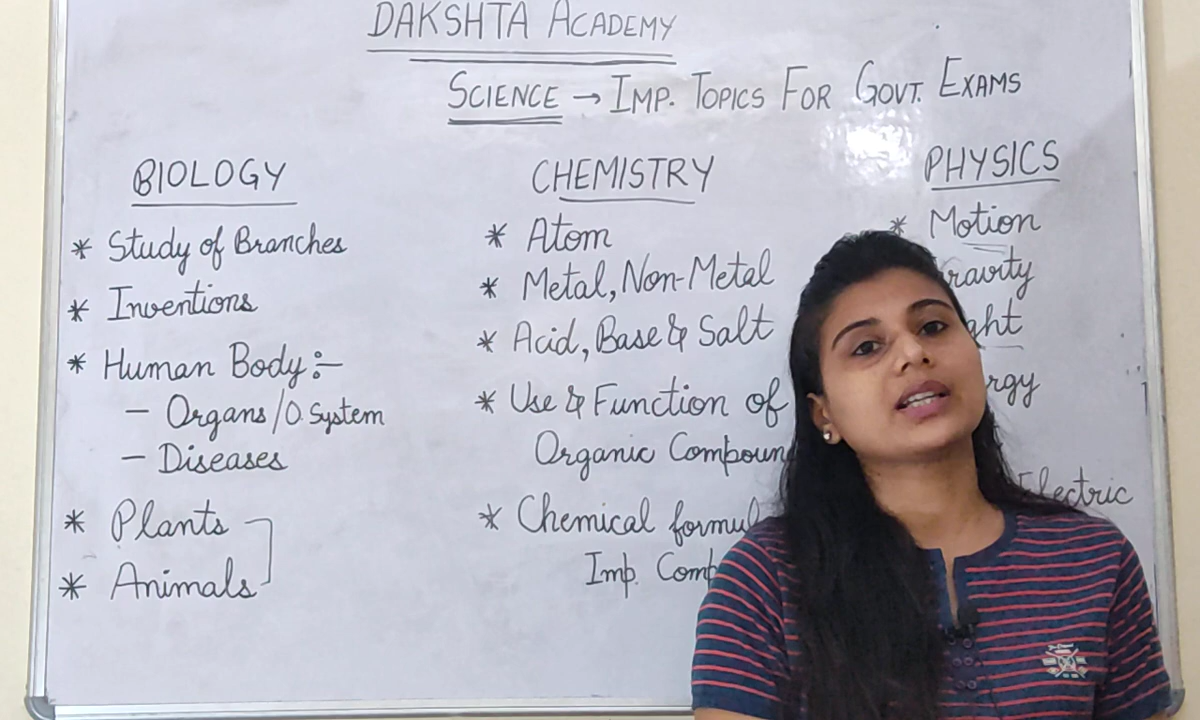 DAKSHTA ACADEMY
SCIENCE → IMP. TOPICS FOR GOVT. EXAMS
BIOLOGY
* Study of Branches
* Inventions
* Human Body :-
- Organs / O. System
- Diseases
* Plants
* Animals
CHEMISTRY
* Atom
* Metal, Non-Metal
* Acid, Base & Salt
* Use & Function of
Organic
* Chemical
Imp.
PHYSICS
* Motion
Electric